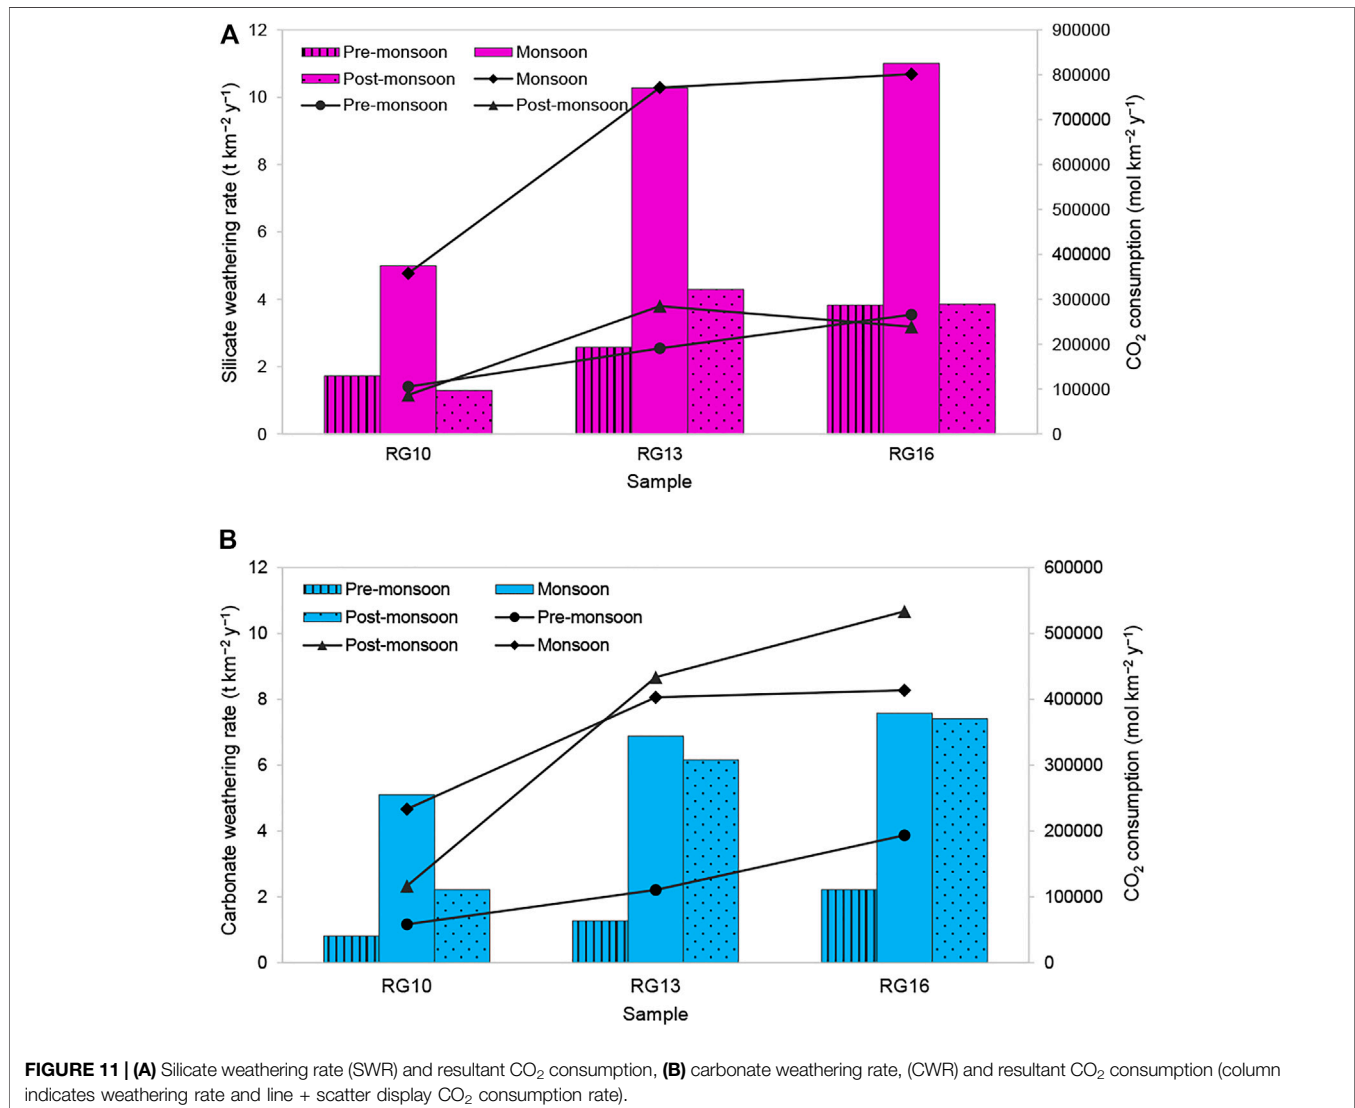 A
12
10
8
6
4
2
0
Silicate weathering rate (t km⁻² y⁻¹)
Pre-monsoon
Monsoon
Post-monsoon
Monsoon
Pre-monsoon
Post-monsoon
900000
800000
700000
600000
500000
400000
300000
200000
100000
0
CO₂ consumption (mol km⁻² y⁻¹)
RG10 RG13 RG16
Sample
B
12
10
8
6
4
2
0
Carbonate weathering rate (t km⁻² y⁻¹)
Pre-monsoon
Monsoon
Post-monsoon
Pre-monsoon
Post-monsoon
Monsoon
600000
500000
400000
300000
200000
100000
0
CO₂ consumption (mol km⁻² y⁻¹)
RG10 RG13 RG16
Sample
FIGURE 11 | (A) Silicate weathering rate (SWR) and resultant CO₂ consumption, (B) carbonate weathering rate, (CWR) and resultant CO₂ consumption (column
indicates weathering rate and line + scatter display CO₂ consumption rate).